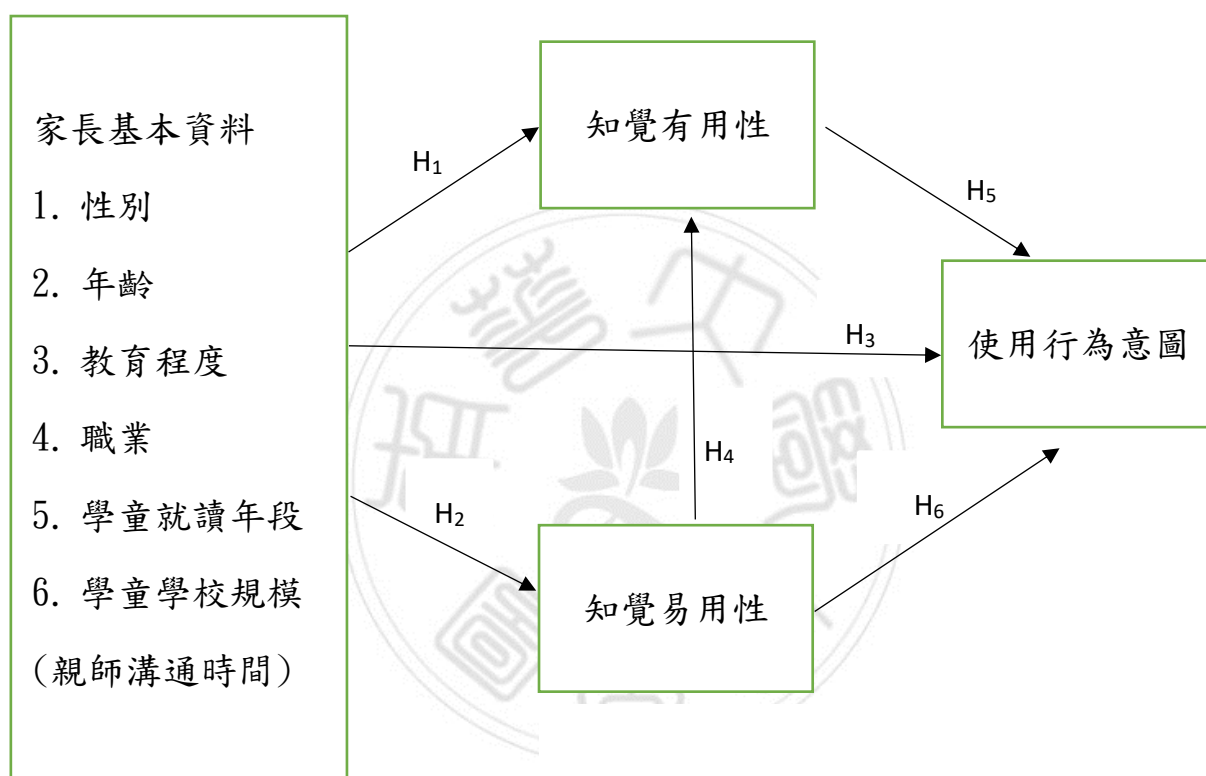 家長基本資料
1. 性別
2. 年齡
3. 教育程度
4. 職業
5. 學童就讀年段
6. 學童學校規模
(親師溝通時間)
知覺有用性
知覺易用性
使用行為意圖
H₁
H₂
H₃
H₄
H₅
H₆